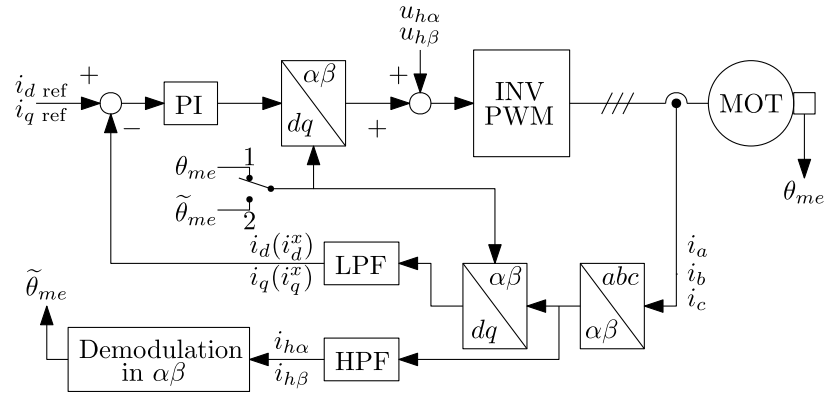 u_{hα}
u_{hβ}
i_{d ref}
i_{q ref}
+
−
PI
αβ
dq
+
+
INV
PWM
MOT
θ_{me}
θ_{me}
1
θ̃_{me}
2
i_d(i_d^x)
i_q(i_q^x)
LPF
αβ
dq
abc
αβ
i_a
i_b
i_c
θ̃_{me}
Demodulation
in αβ
i_{hα}
i_{hβ}
HPF